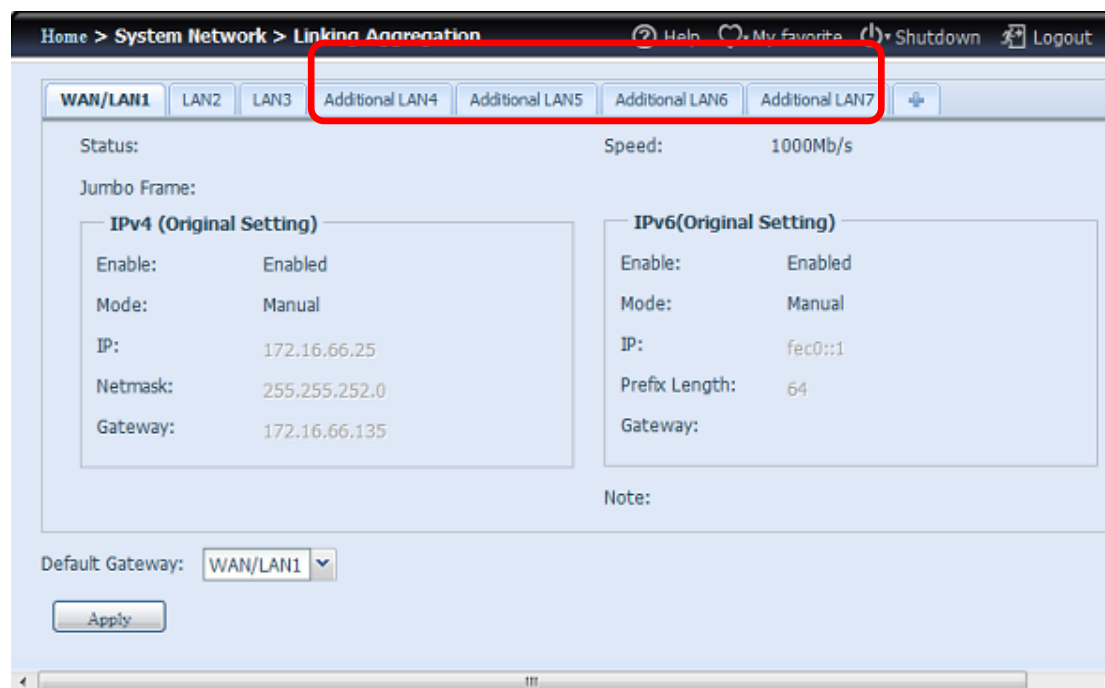 Home > System Network > Linking Aggregation Help My favorite Shutdown Logout
WAN/LAN1 LAN2 LAN3 Additional LAN4 Additional LAN5 Additional LAN6 Additional LAN7
Status: Speed: 1000Mb/s
Jumbo Frame:
IPv4 (Original Setting) IPv6(Original Setting)
Enable: Enabled Enable: Enabled
Mode: Manual Mode: Manual
IP: 172.16.66.25 IP: fec0::1
Netmask: 255.255.252.0 Prefix Length: 64
Gateway: 172.16.66.135 Gateway:
Note:
Default Gateway: WAN/LAN1
Apply